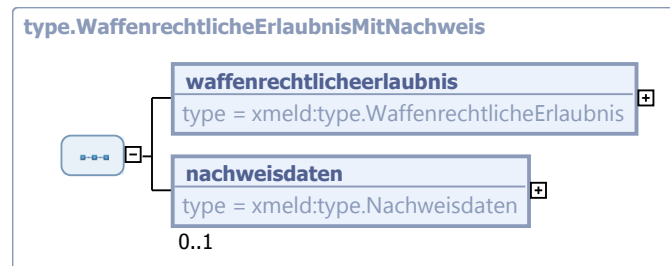 type.WaffenrechtlicheErlaubnisMitNachweis
waffenrechtlicheerlaubnis
type = xmeld:type.WaffenrechtlicheErlaubnis
nachweisdaten
type = xmeld:type.Nachweisdaten
0..1